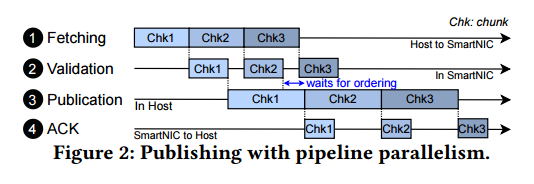 Chk: chunk
1 Fetching Chk1 Chk2 Chk3 Host to SmartNIC
2 Validation Chk1 Chk2 Chk3 In SmartNIC
waits for ordering
3 Publication In Host Chk1 Chk2 Chk3
4 ACK SmartNIC to Host Chk1 Chk2 Chk3
Figure 2: Publishing with pipeline parallelism.